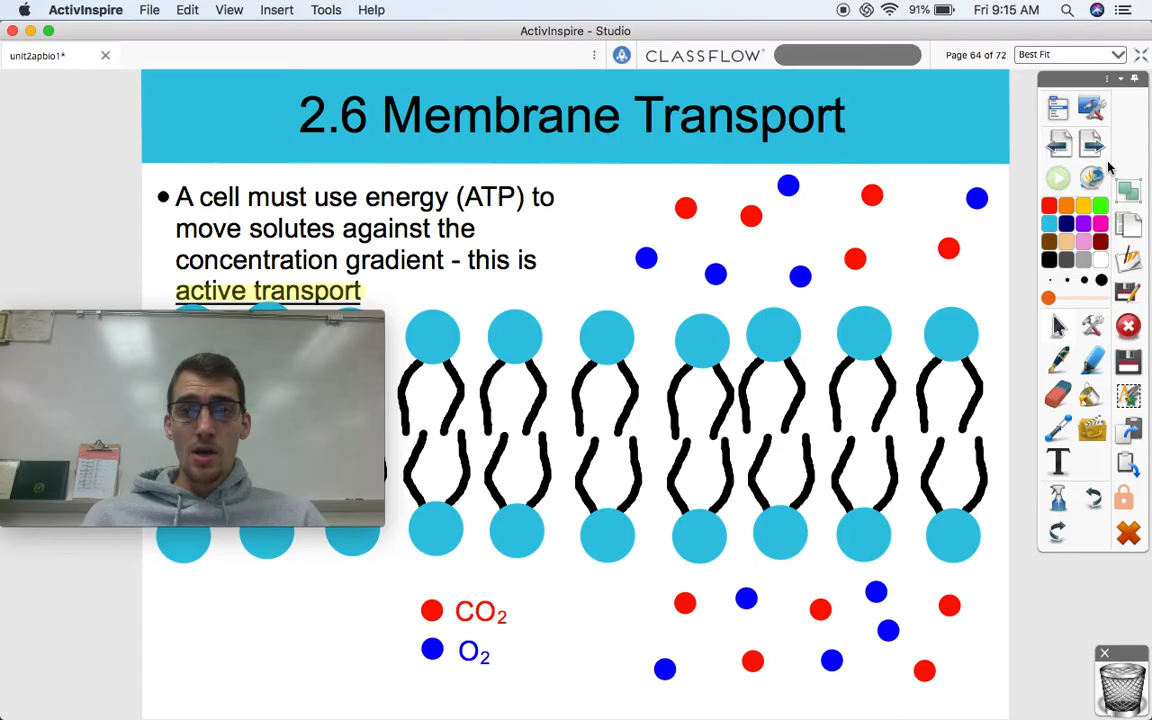 ActivInspire File Edit View Insert Tools Help 91% Fri 9:15 AM
ActivInspire - Studio
unit2apbio1* CLASSFLOW Page 64 of 72 Best Fit
2.6 Membrane Transport
• A cell must use energy (ATP) to
move solutes against the
concentration gradient - this is
active transport
CO₂
O₂
T